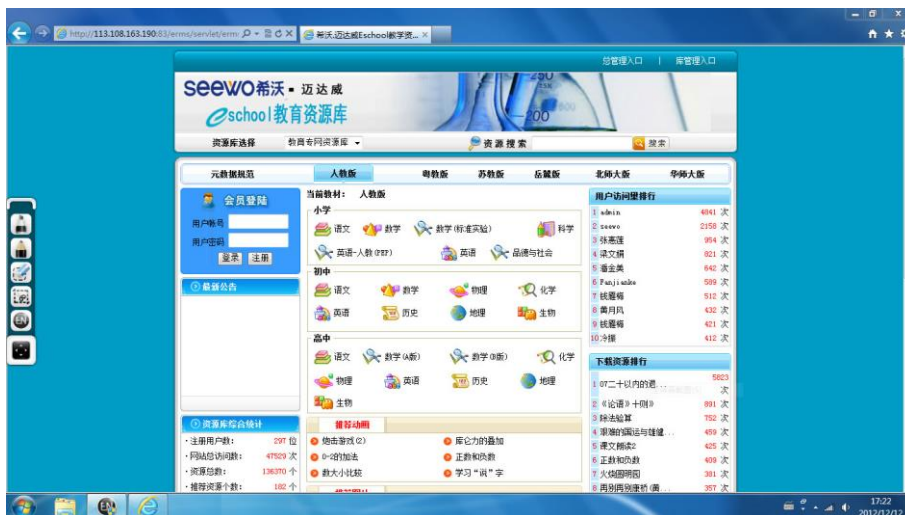 http://113.108.163.190:83/erms/servlet/erms
希沃.迈达威Eschool教学资...
总管理入口 | 库管理入口
seewo希沃 ▪ 迈达威
eschool教育资源库
250
200
资源库选择 教育专网资源库 资源搜索 搜索
元数据规范 人教版 粤教版 苏教版 岳麓版 北师大版 华师大版
会员登陆
用户帐号
用户密码
登录 注册
最新公告
资源库综合统计
·注册用户数: 297 位
·网站总访问数: 47529 次
·资源总数: 136370 个
·推荐资源个数: 102 个
当前教材: 人教版
小学
语文 数学 数学(标准实验) 科学
英语-人教(PEP) 英语 品德与社会
初中
语文 数学 物理 化学
英语 历史 地理 生物
高中
语文 数学(A版) 数学(B版) 化学
物理 英语 历史 地理
生物
推荐动画
炮击游戏(2) 库仑力的叠加
0-2的加法 正数和负数
数大小比较 学习“说”字
用户访问量排行
1 admin 4041 次
2 seewo 2158 次
3 张惠莲 954 次
4 梁文娟 821 次
5 潘金美 642 次
6 Fanjianke 589 次
7 512 次
8 黄月凤 432 次
9 421 次
10 412 次
下载资源排行
1 07二十以内的退... 5823 次
2 《论语》十则》 891 次
3 除法验算 752 次
4 艰难的国运与雄健... 459 次
5 课文朗读2 425 次
6 正数和负数 409 次
7 火烧圆明园 381 次
8 再别再别康桥(黄... 357 次
17:22
2012/12/12